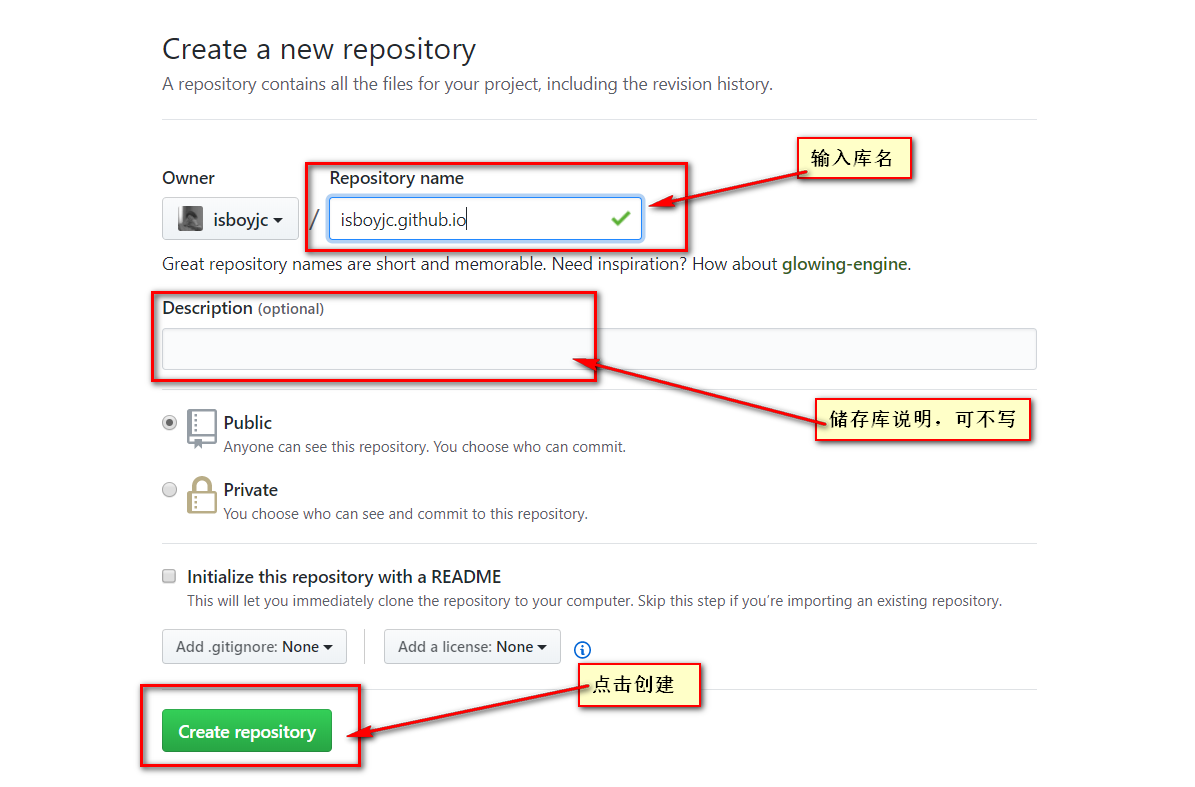 Create a new repository
A repository contains all the files for your project, including the revision history.
输入库名
Owner
Repository name
isboyjc
/
isboyjc.github.io
Great repository names are short and memorable. Need inspiration? How about glowing-engine.
Description (optional)
储存库说明，可不写
Public
Anyone can see this repository. You choose who can commit.
Private
You choose who can see and commit to this repository.
Initialize this repository with a README
This will let you immediately clone the repository to your computer. Skip this step if you’re importing an existing repository.
Add .gitignore: None
Add a license: None
点击创建
Create repository